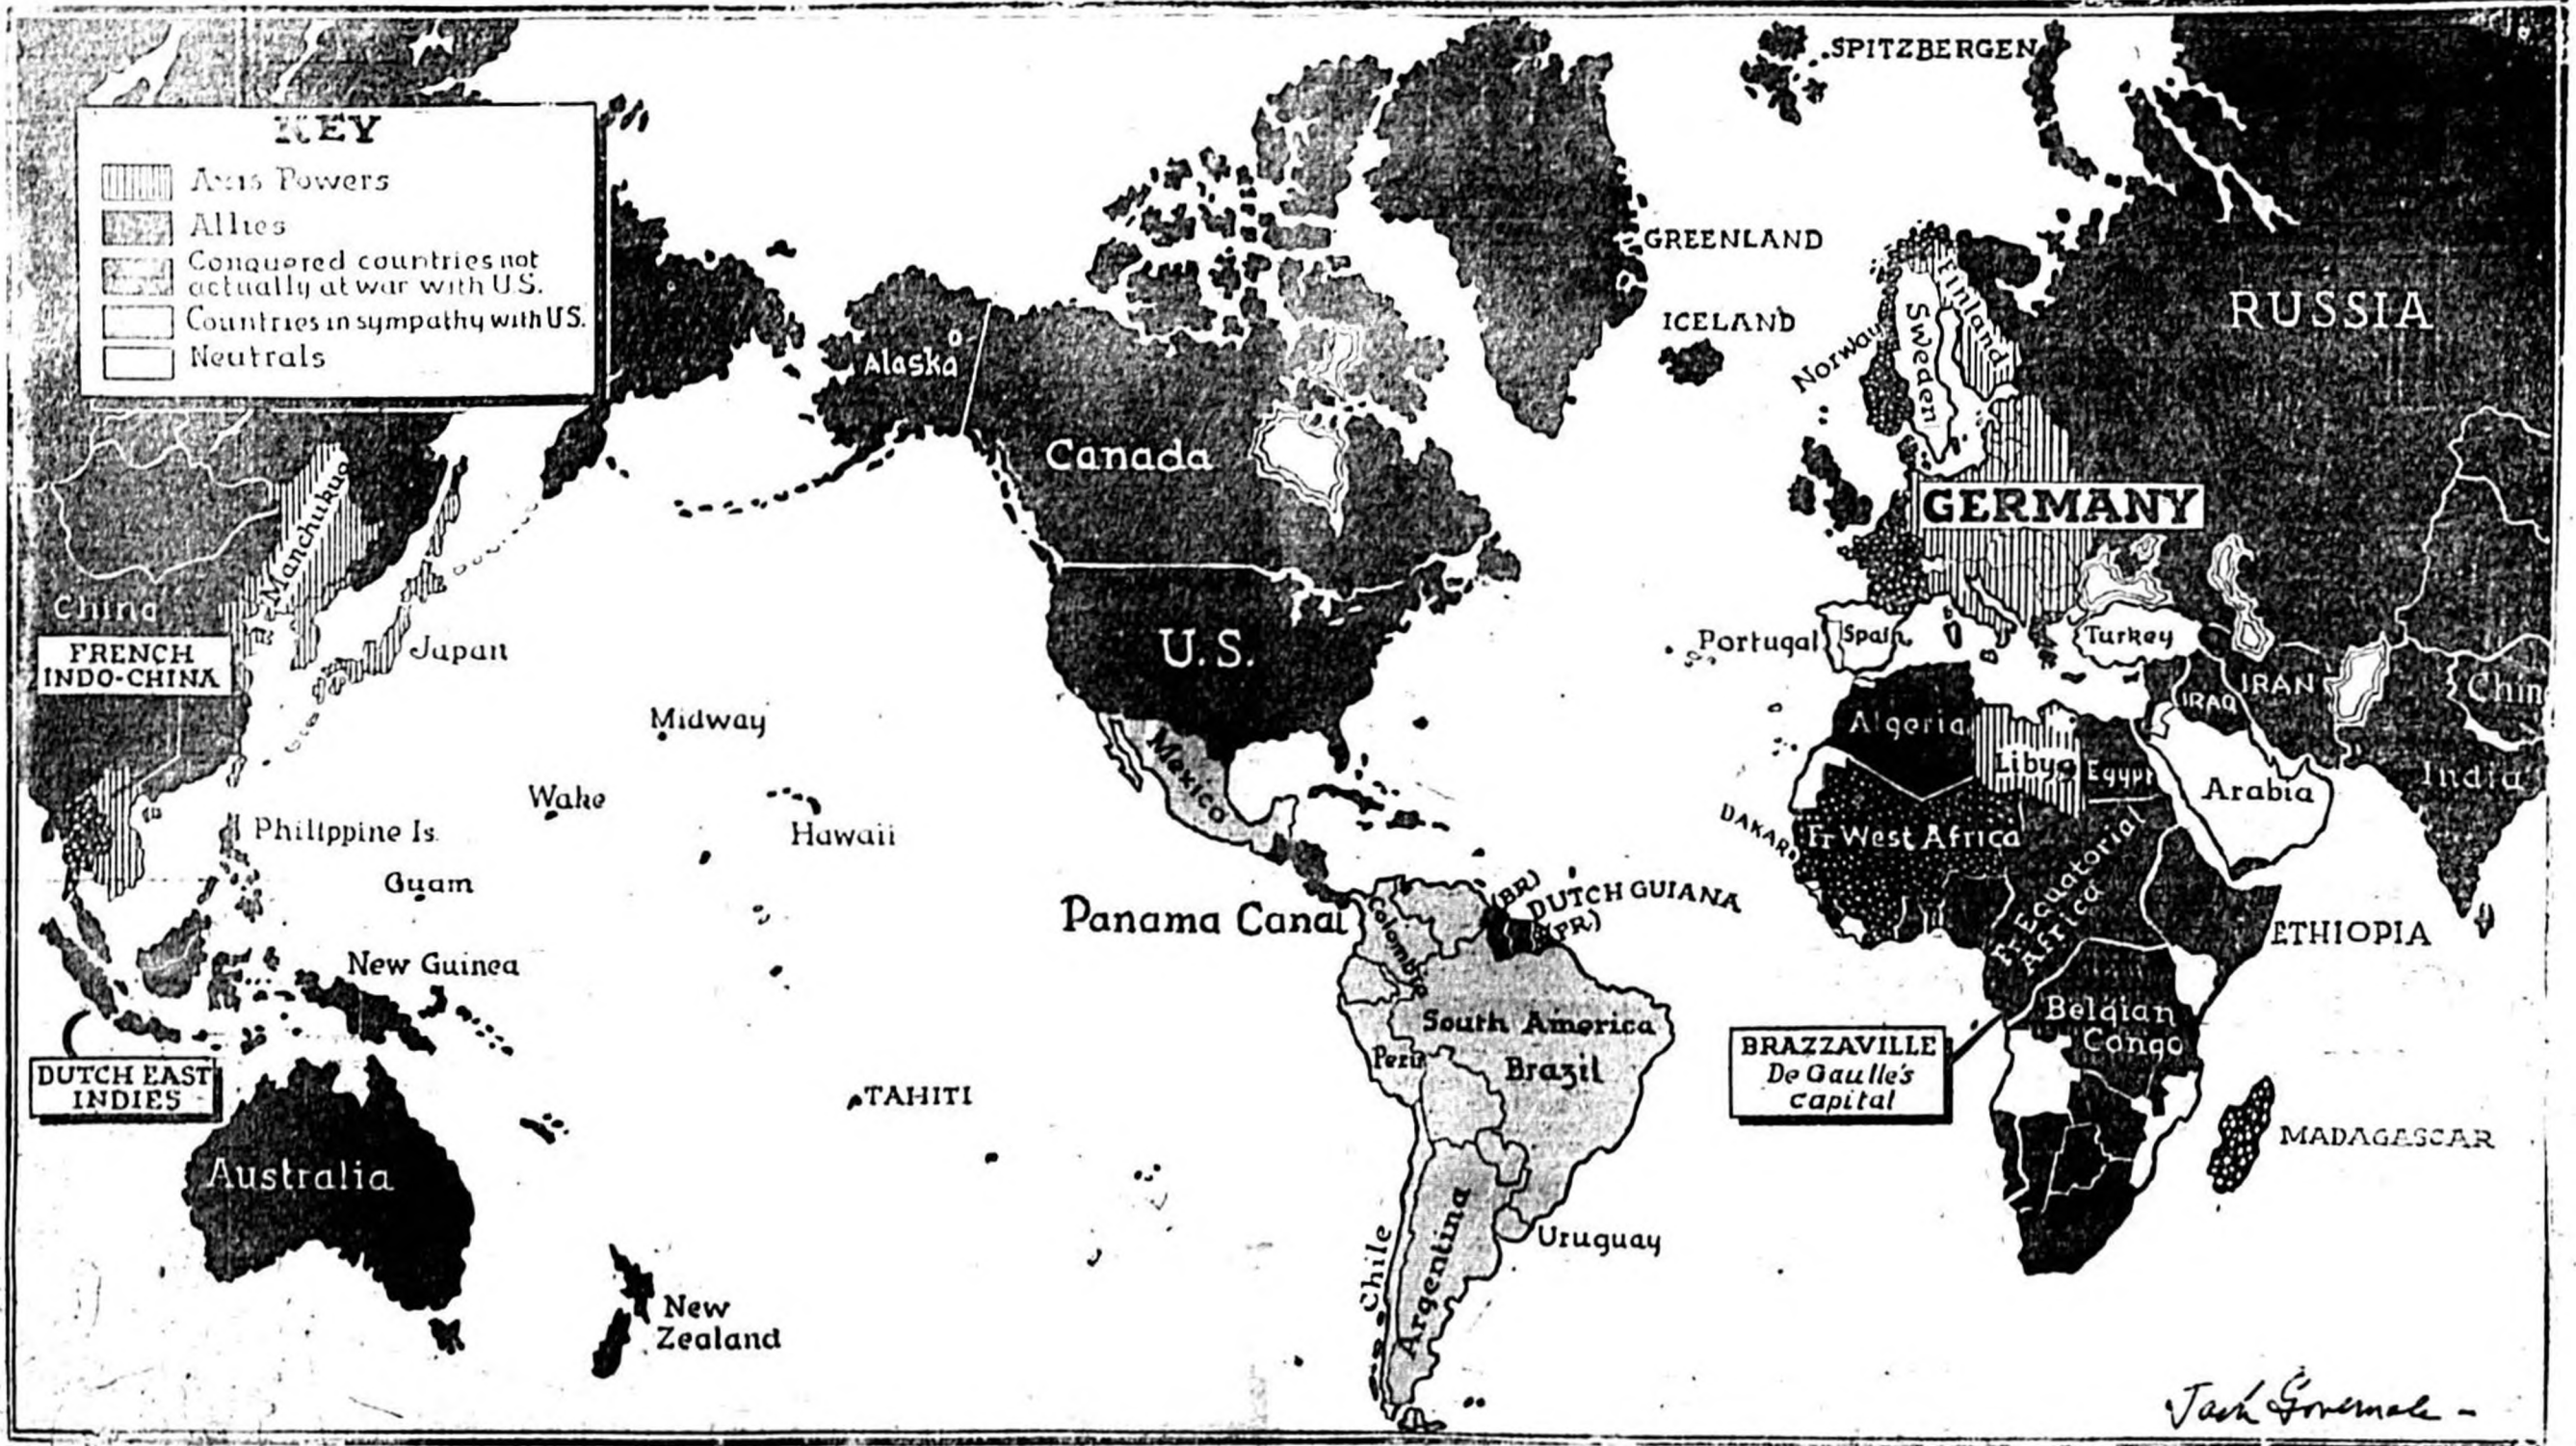 KEY
Axis Powers
Allies
Conquered countries not
actually at war with U.S.
Countries in sympathy with US.
Neutrals
SPITZBERGEN
GREENLAND
ICELAND
RUSSIA
Norway
Sweden
Finland
Alaska
Canada
GERMANY
Manchukuo
China
FRENCH
INDO-CHINA
Japan
U.S.
Portugal
Spain
Turkey
IRAQ
IRAN
China
Midway
Mexico
Algeria
Libya
Egypt
Arabia
India
Wake
Hawaii
Philippine Is.
DAKAR
Fr West Africa
Fr Equatorial
Africa
Guam
Panama Canal
Colombia
(BR)
DUTCH GUIANA
(FR.)
ETHIOPIA
New Guinea
DUTCH EAST
INDIES
South America
Peru
Brazil
Belgian
Congo
BRAZZAVILLE
De Gaulle's
capital
TAHITI
MADAGASCAR
Australia
Chile
Argentina
Uruguay
New
Zealand
Jack Governale